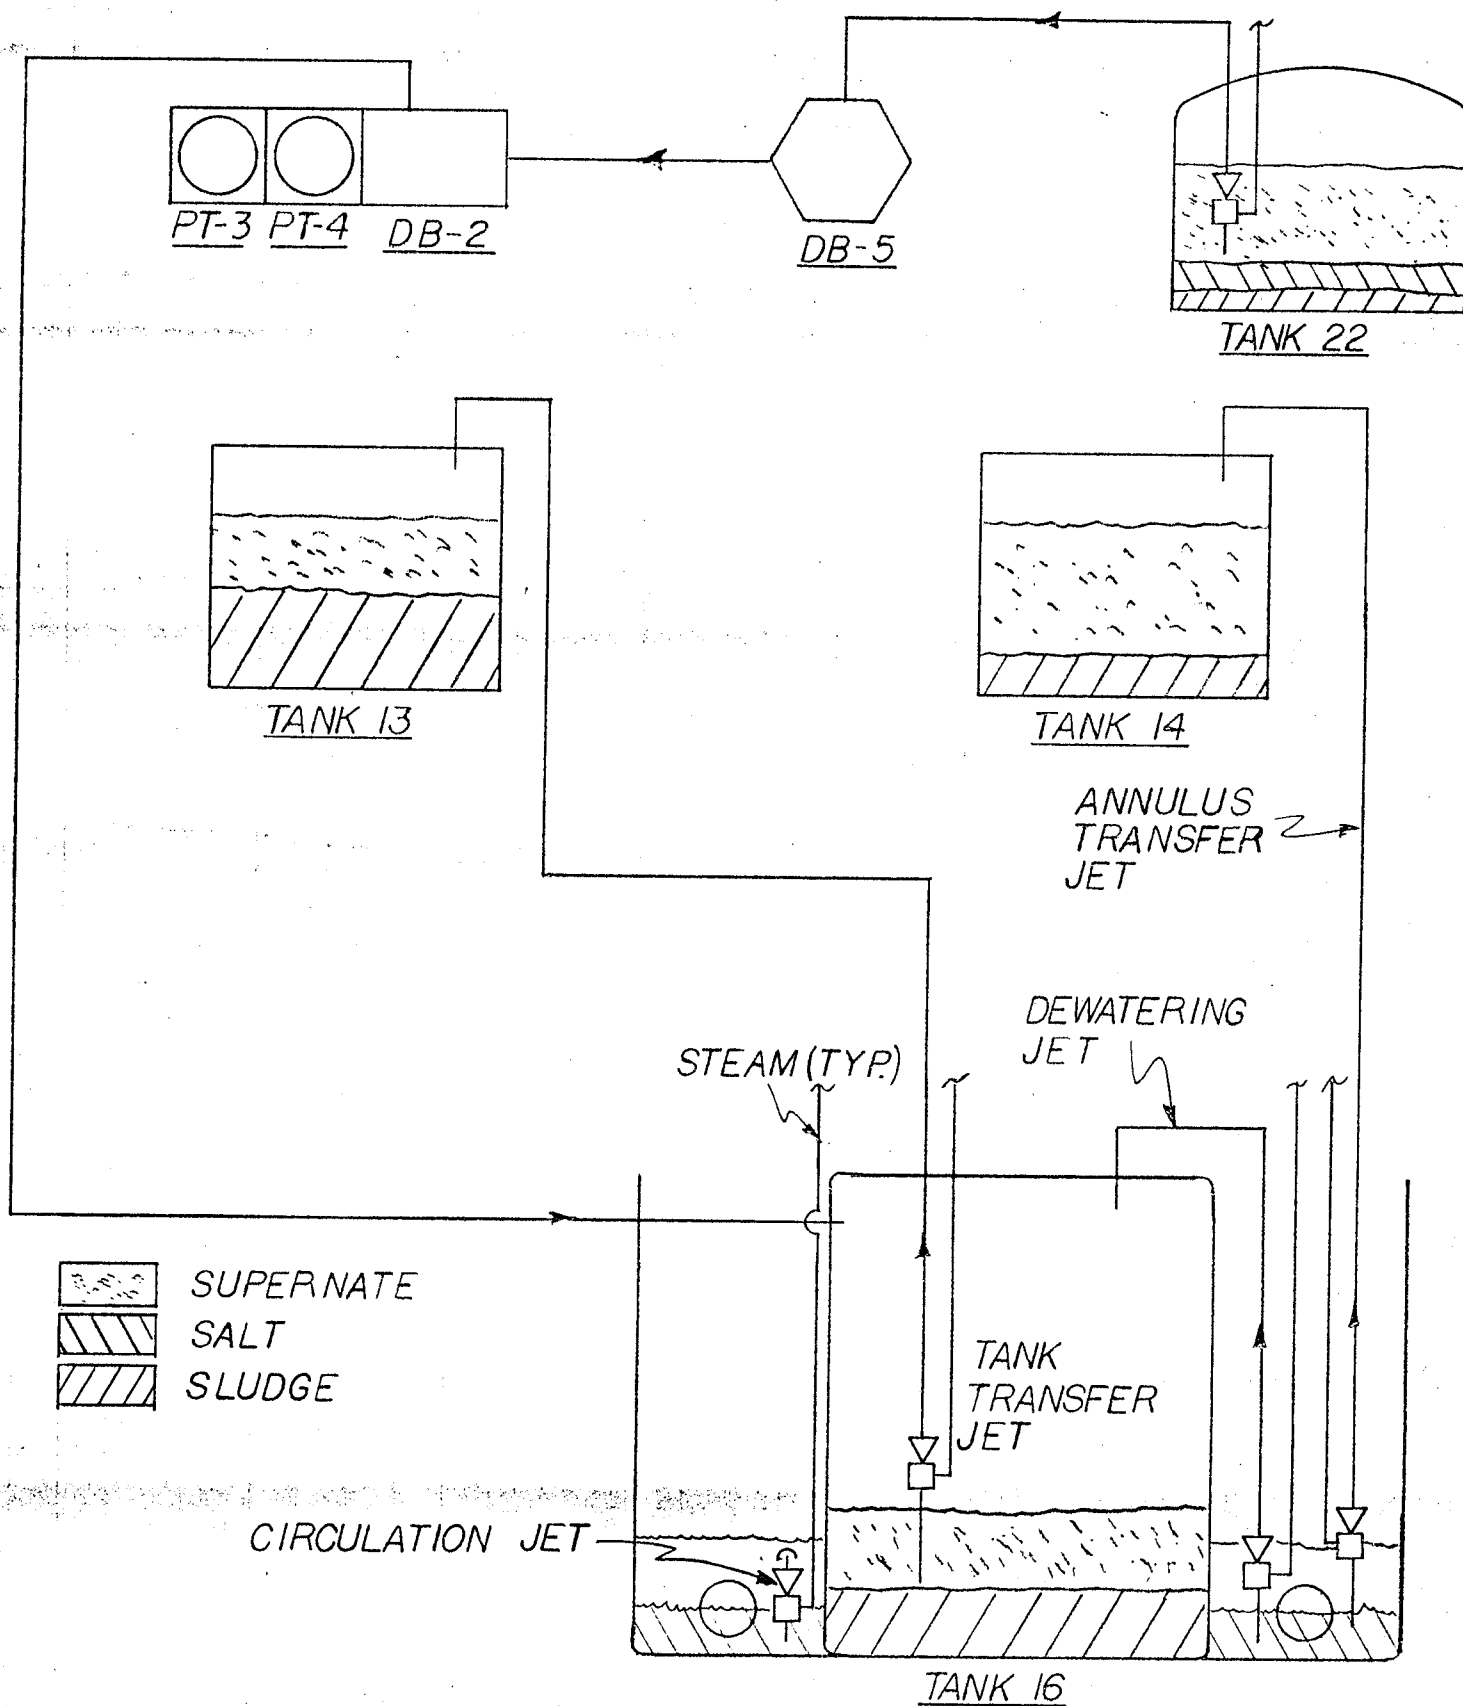 PT-3 PT-4 DB-2
DB-5
TANK 22
TANK 13
TANK 14
ANNULUS
TRANSFER
JET
DEWATERING
JET
STEAM (TYP.)
SUPERNATE
SALT
SLUDGE
TANK
TRANSFER
JET
CIRCULATION JET
TANK 16